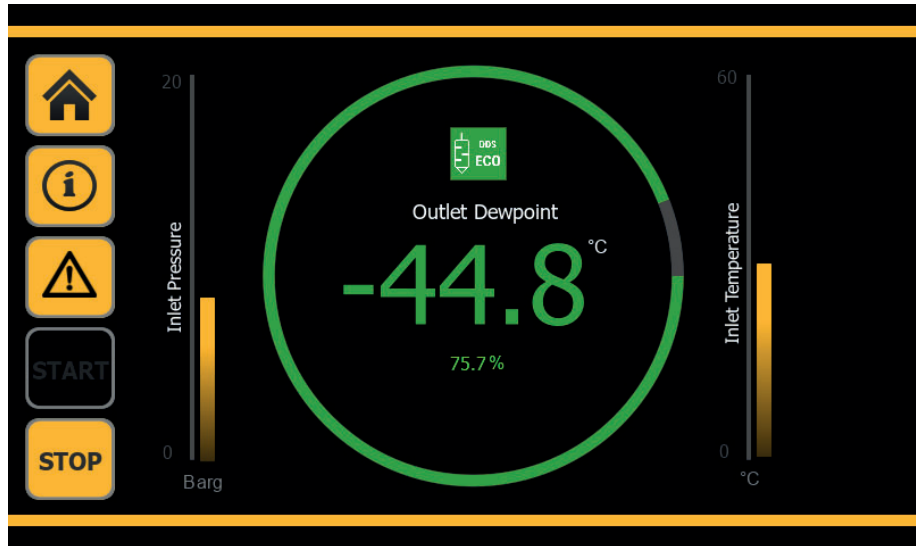 20
60
DDS
ECO
Outlet Dewpoint
-44.8 °C
75.7%
Inlet Pressure
Inlet Temperature
START
STOP
0
0
Barg
°C
i